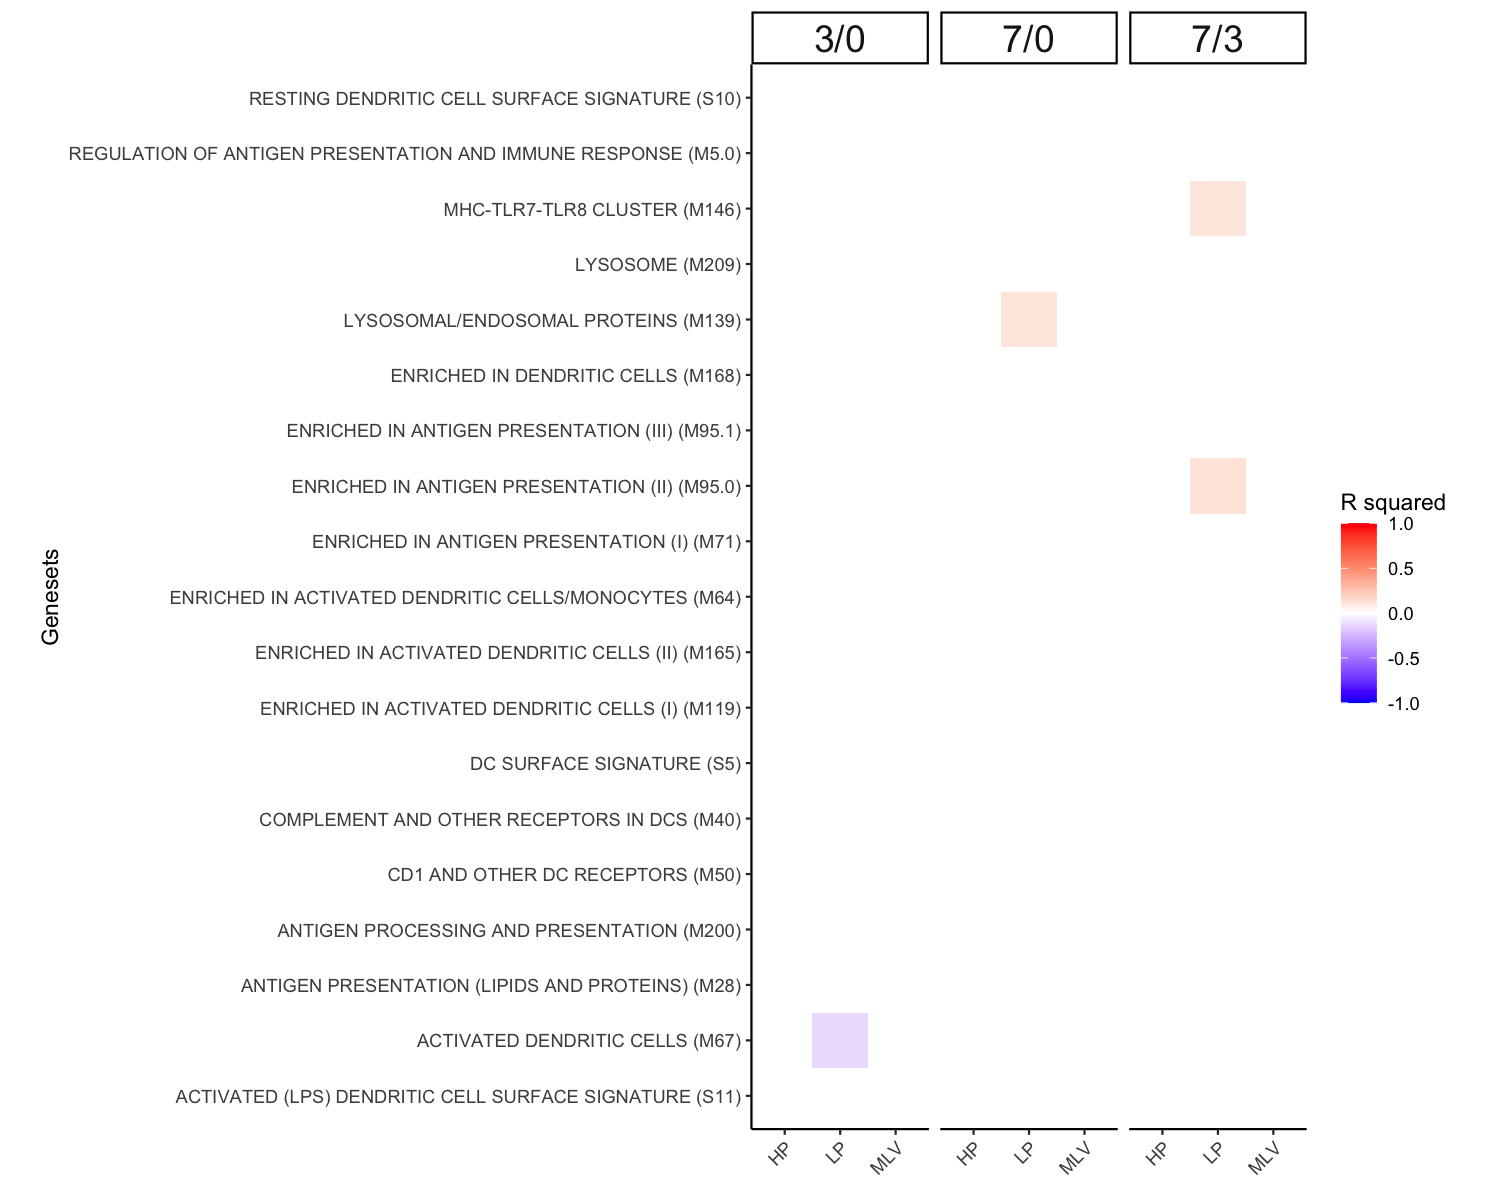 3/0 7/0 7/3
RESTING DENDRITIC CELL SURFACE SIGNATURE (S10)
REGULATION OF ANTIGEN PRESENTATION AND IMMUNE RESPONSE (M5.0)
MHC-TLR7-TLR8 CLUSTER (M146)
LYSOSOME (M209)
LYSOSOMAL/ENDOSOMAL PROTEINS (M139)
ENRICHED IN DENDRITIC CELLS (M168)
ENRICHED IN ANTIGEN PRESENTATION (III) (M95.1)
ENRICHED IN ANTIGEN PRESENTATION (II) (M95.0)
ENRICHED IN ANTIGEN PRESENTATION (I) (M71)
ENRICHED IN ACTIVATED DENDRITIC CELLS/MONOCYTES (M64)
ENRICHED IN ACTIVATED DENDRITIC CELLS (II) (M165)
ENRICHED IN ACTIVATED DENDRITIC CELLS (I) (M119)
DC SURFACE SIGNATURE (S5)
COMPLEMENT AND OTHER RECEPTORS IN DCS (M40)
CD1 AND OTHER DC RECEPTORS (M50)
ANTIGEN PROCESSING AND PRESENTATION (M200)
ANTIGEN PRESENTATION (LIPIDS AND PROTEINS) (M28)
ACTIVATED DENDRITIC CELLS (M67)
ACTIVATED (LPS) DENDRITIC CELL SURFACE SIGNATURE (S11)
Genesets
HP LP MLV HP LP MLV HP LP MLV
R squared
1.0
0.5
0.0
-0.5
-1.0